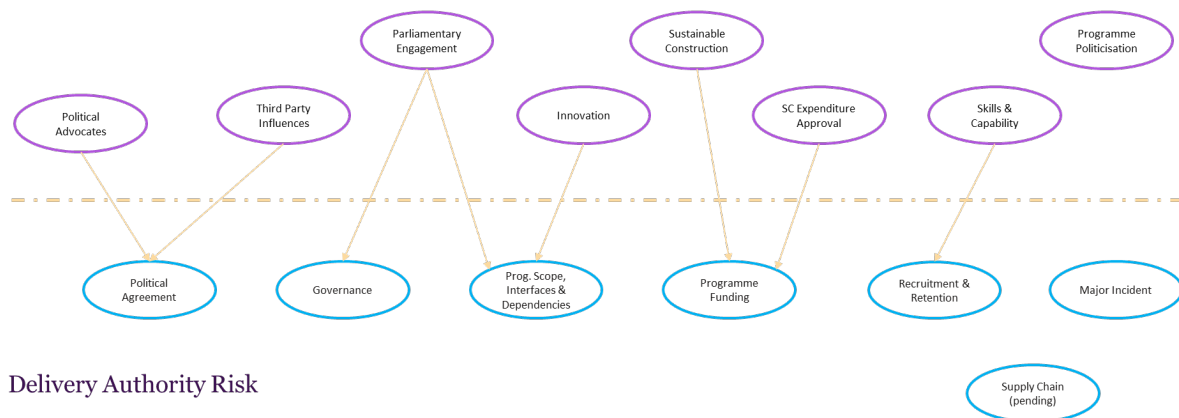 Parliamentary
Engagement
Sustainable
Construction
Programme
Politicisation
Political
Advocates
Third Party
Influences
Innovation
SC Expenditure
Approval
Skills &
Capability
Political
Agreement
Governance
Prog. Scope,
Interfaces &
Dependencies
Programme
Funding
Recruitment &
Retention
Major Incident
Delivery Authority Risk
Supply Chain
(pending)